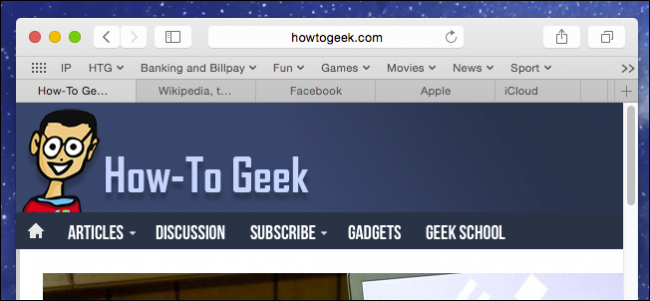 howtogeek.com
IP HTG Banking and Billpay Fun Games Movies News Sport
How-To Ge... Wikipedia, t... Facebook Apple iCloud
How-To Geek
ARTICLES DISCUSSION SUBSCRIBE GADGETS GEEK SCHOOL